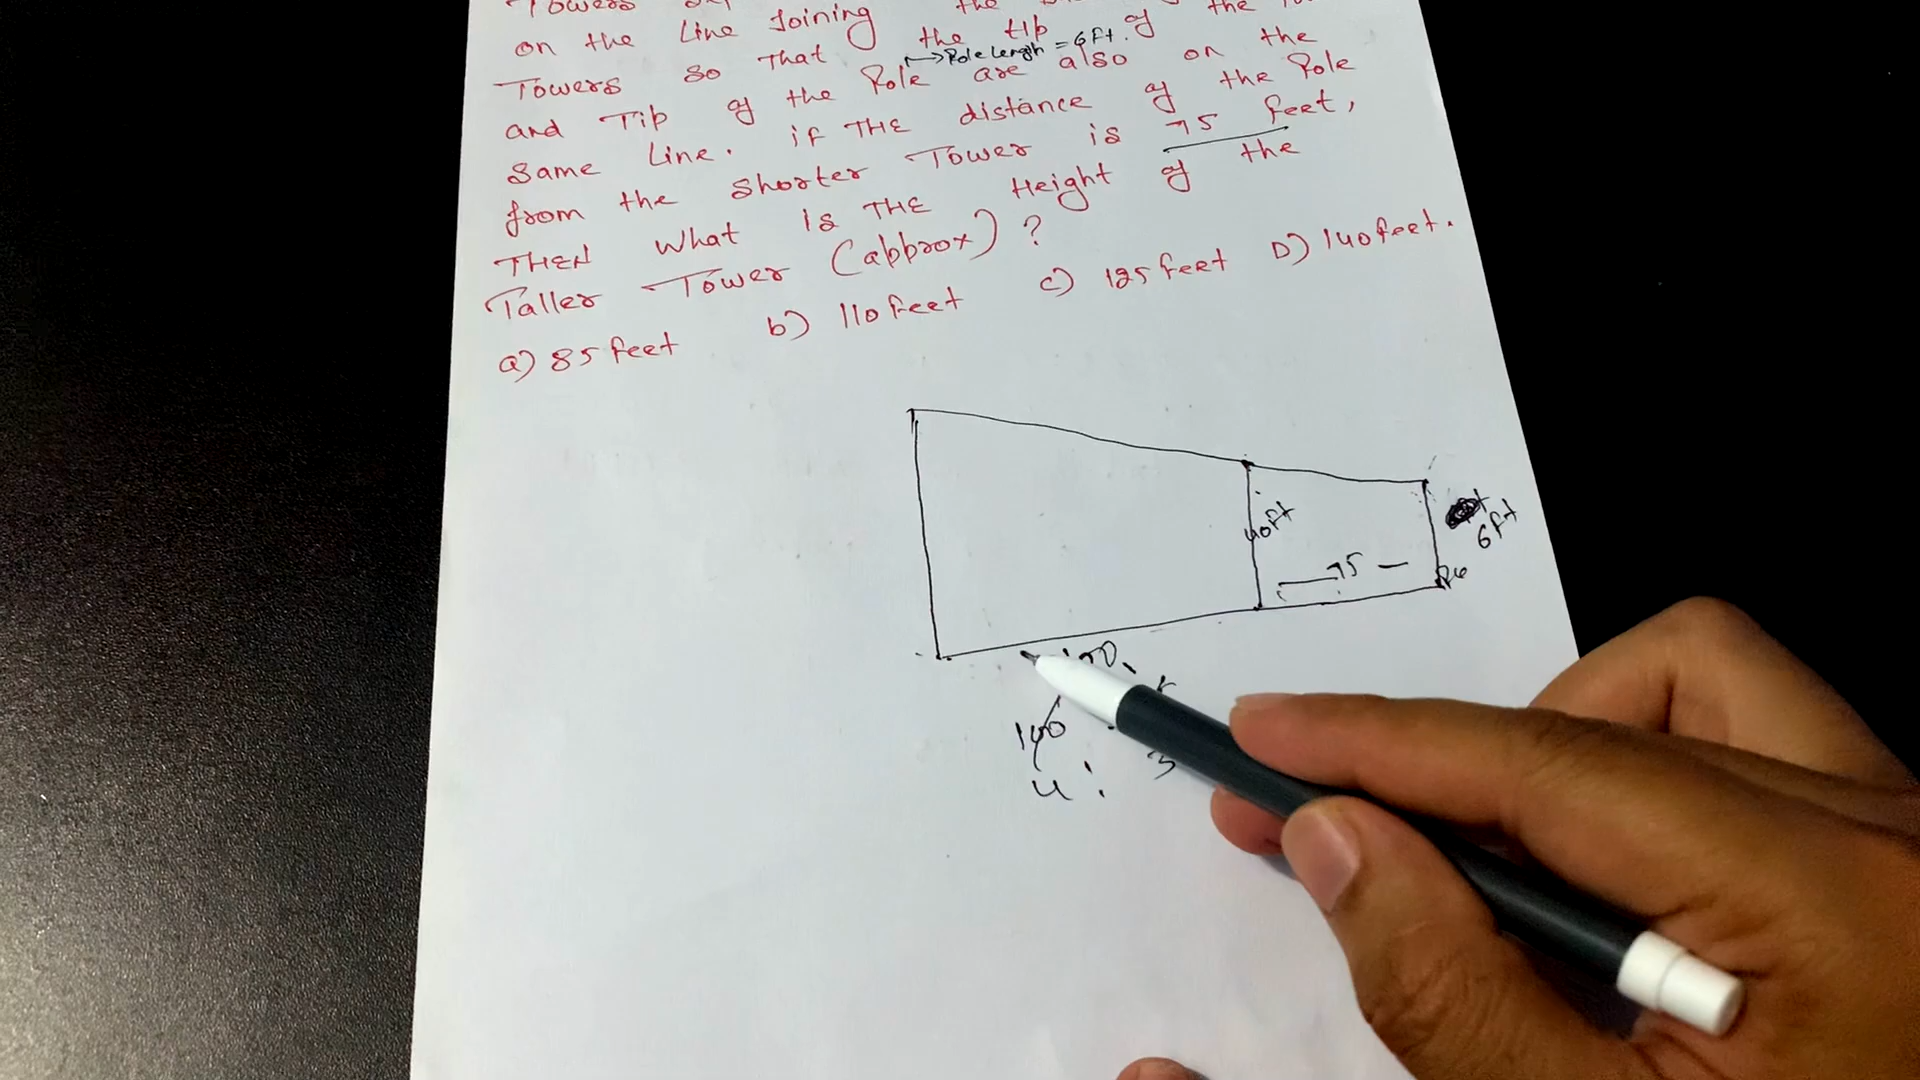 Towers
on the Line Joining the
Towers so that the tip of the
→Pole length = 6ft.
and Tip of the Pole are also on the
Same Line. if THE distance of the Pole
from the shorter Tower is 75 feet,
THEN What is THE Height of the
Taller Tower (abbrox) ?
a) 85 feet b) 110 feet c) 125 feet D) 140 feet.
40ft
6ft
75
100
4 : 3